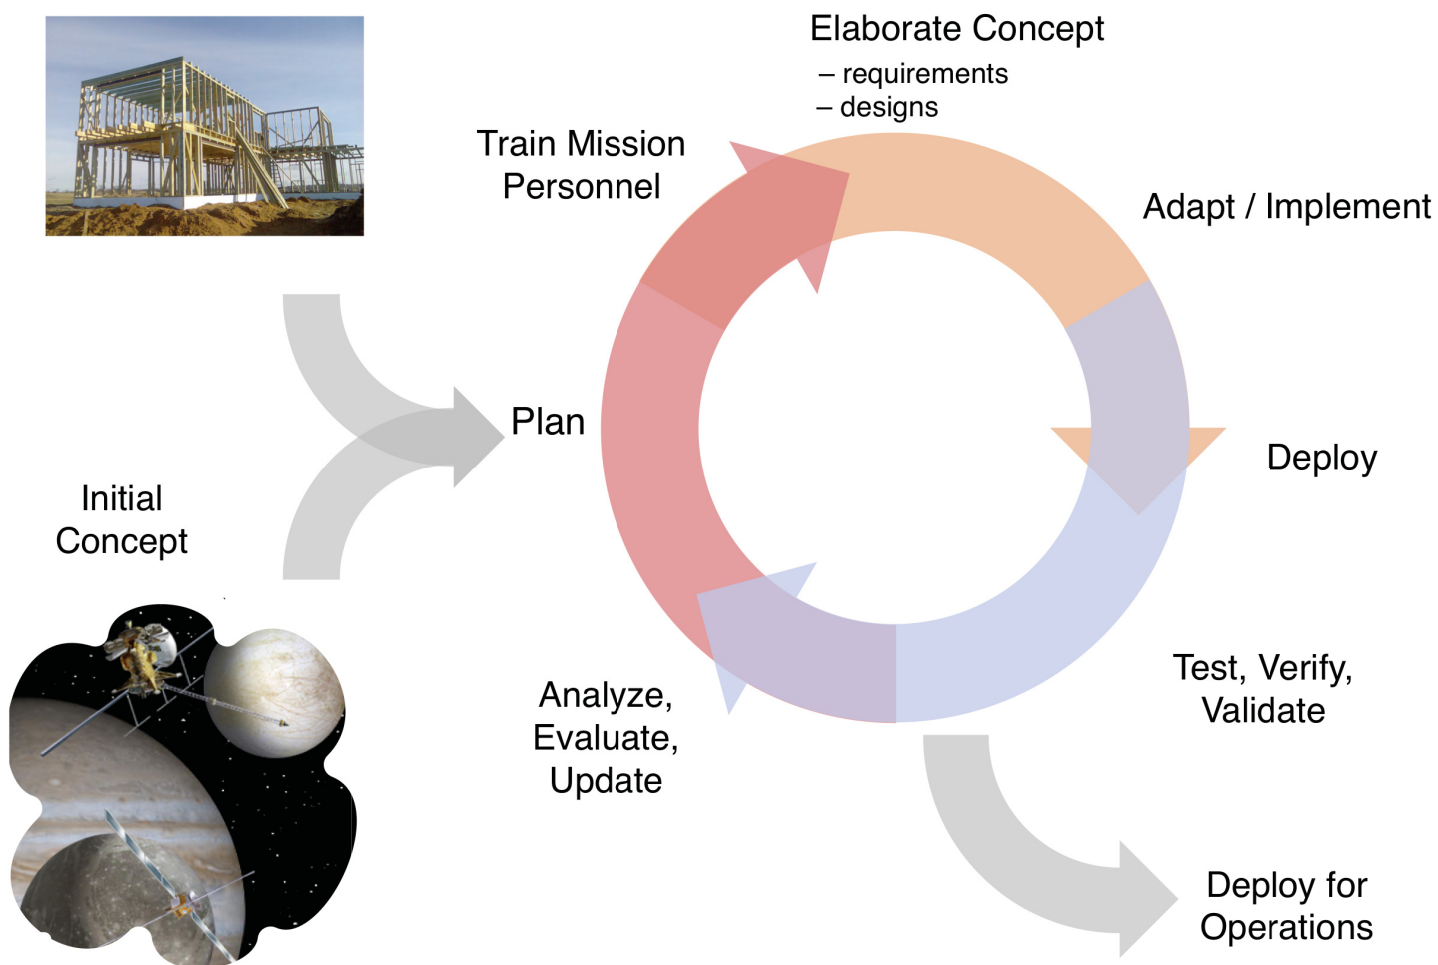 Elaborate Concept
– requirements
– designs
Train Mission
Personnel
Adapt / Implement
Plan
Deploy
Initial
Concept
Test, Verify,
Validate
Analyze,
Evaluate,
Update
Deploy for
Operations